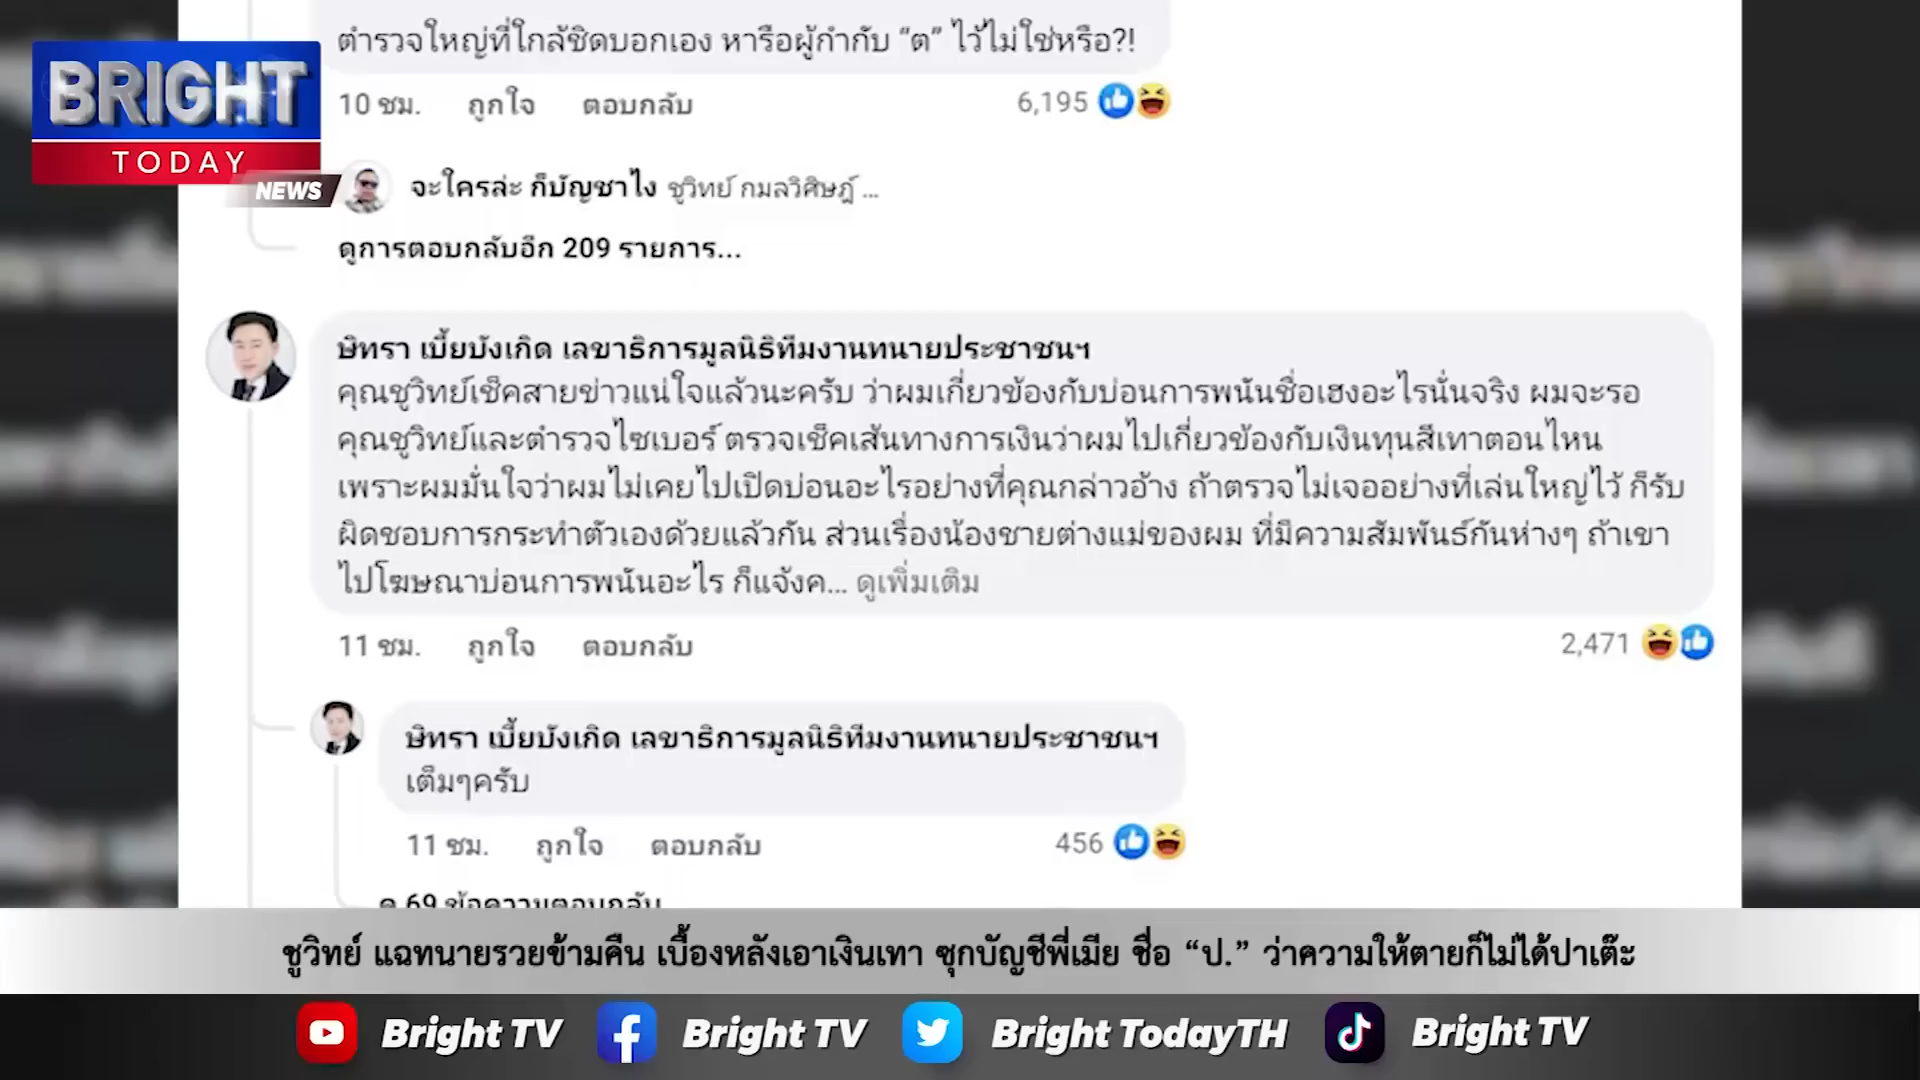 ตำรวจใหญ่ที่ใกล้ชิดบอกเอง หารือผู้กำกับ “ต” ไว้ไม่ใช่หรือ?!
BRIGHT
TODAY
NEWS
10 ชม. ถูกใจ ตอบกลับ 6,195
จะใครล่ะ ก็บัญชาไง ชูวิทย์ กมลวิศิษฎ์ ...
ดูการตอบกลับอีก 209 รายการ...
ษิทรา เบี้ยบังเกิด เลขาธิการมูลนิธิทีมงานทนายประชาชนฯ
คุณชูวิทย์เช็คสายข่าวแน่ใจแล้วนะครับ ว่าผมเกี่ยวข้องกับบ่อนการพนันชื่อเฮงอะไรนั่นจริง ผมจะรอ
คุณชูวิทย์และตำรวจไซเบอร์ ตรวจเช็คเส้นทางการเงินว่าผมไปเกี่ยวข้องกับเงินทุนสีเทาตอนไหน
เพราะผมมั่นใจว่าผมไม่เคยไปเปิดบ่อนอะไรอย่างที่คุณกล่าวอ้าง ถ้าตรวจไม่เจออย่างที่เล่นใหญ่ไว้ ก็รับ
ผิดชอบการกระทำตัวเองด้วยแล้วกัน ส่วนเรื่องน้องชายต่างแม่ของผม ที่มีความสัมพันธ์กันห่างๆ ถ้าเขา
ไปโฆษณาบ่อนการพนันอะไร ก็แจ้งค... ดูเพิ่มเติม
11 ชม. ถูกใจ ตอบกลับ 2,471
ษิทรา เบี้ยบังเกิด เลขาธิการมูลนิธิทีมงานทนายประชาชนฯ
เต็มๆครับ
11 ชม. ถูกใจ ตอบกลับ 456
ดู 69 ข้อความตอบกลับ
ชูวิทย์ แฉทนายรวยข้ามคืน เบื้องหลังเอาเงินเทา ซุกบัญชีพี่เมีย ชื่อ “ป.” ว่าความให้ตายก็ไม่ได้ปาเต๊ะ
Bright TV Bright TV Bright TodayTH Bright TV